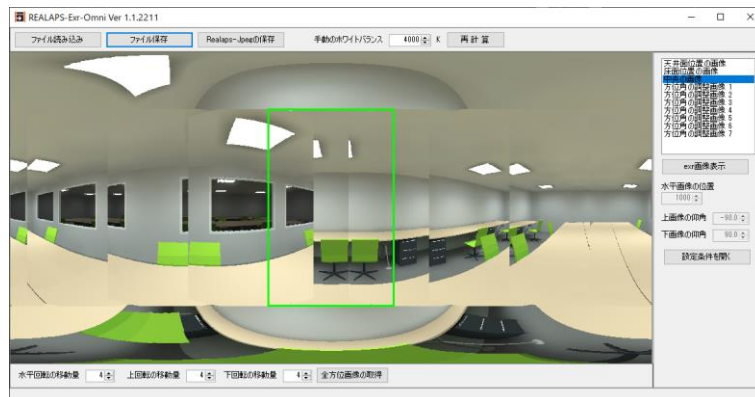 REALAPS-Exr-Omni Ver 1.1.2211
ファイル読み込み ファイル保存 Realaps-Jpegの保存 手動のホワイトバランス 4000 K 再計算
天井面位置の画像
床面位置の画像
中央の画像
方位角の調整画像 1
方位角の調整画像 2
方位角の調整画像 3
方位角の調整画像 4
方位角の調整画像 5
方位角の調整画像 6
方位角の調整画像 7
exr画像表示
水平画像の位置
1000
上画像の仰角 -90.0
下画像の仰角 90.0
設定条件を開く
水平回転の移動量 4 上回転の移動量 4 下回転の移動量 4 全方位画像の取得